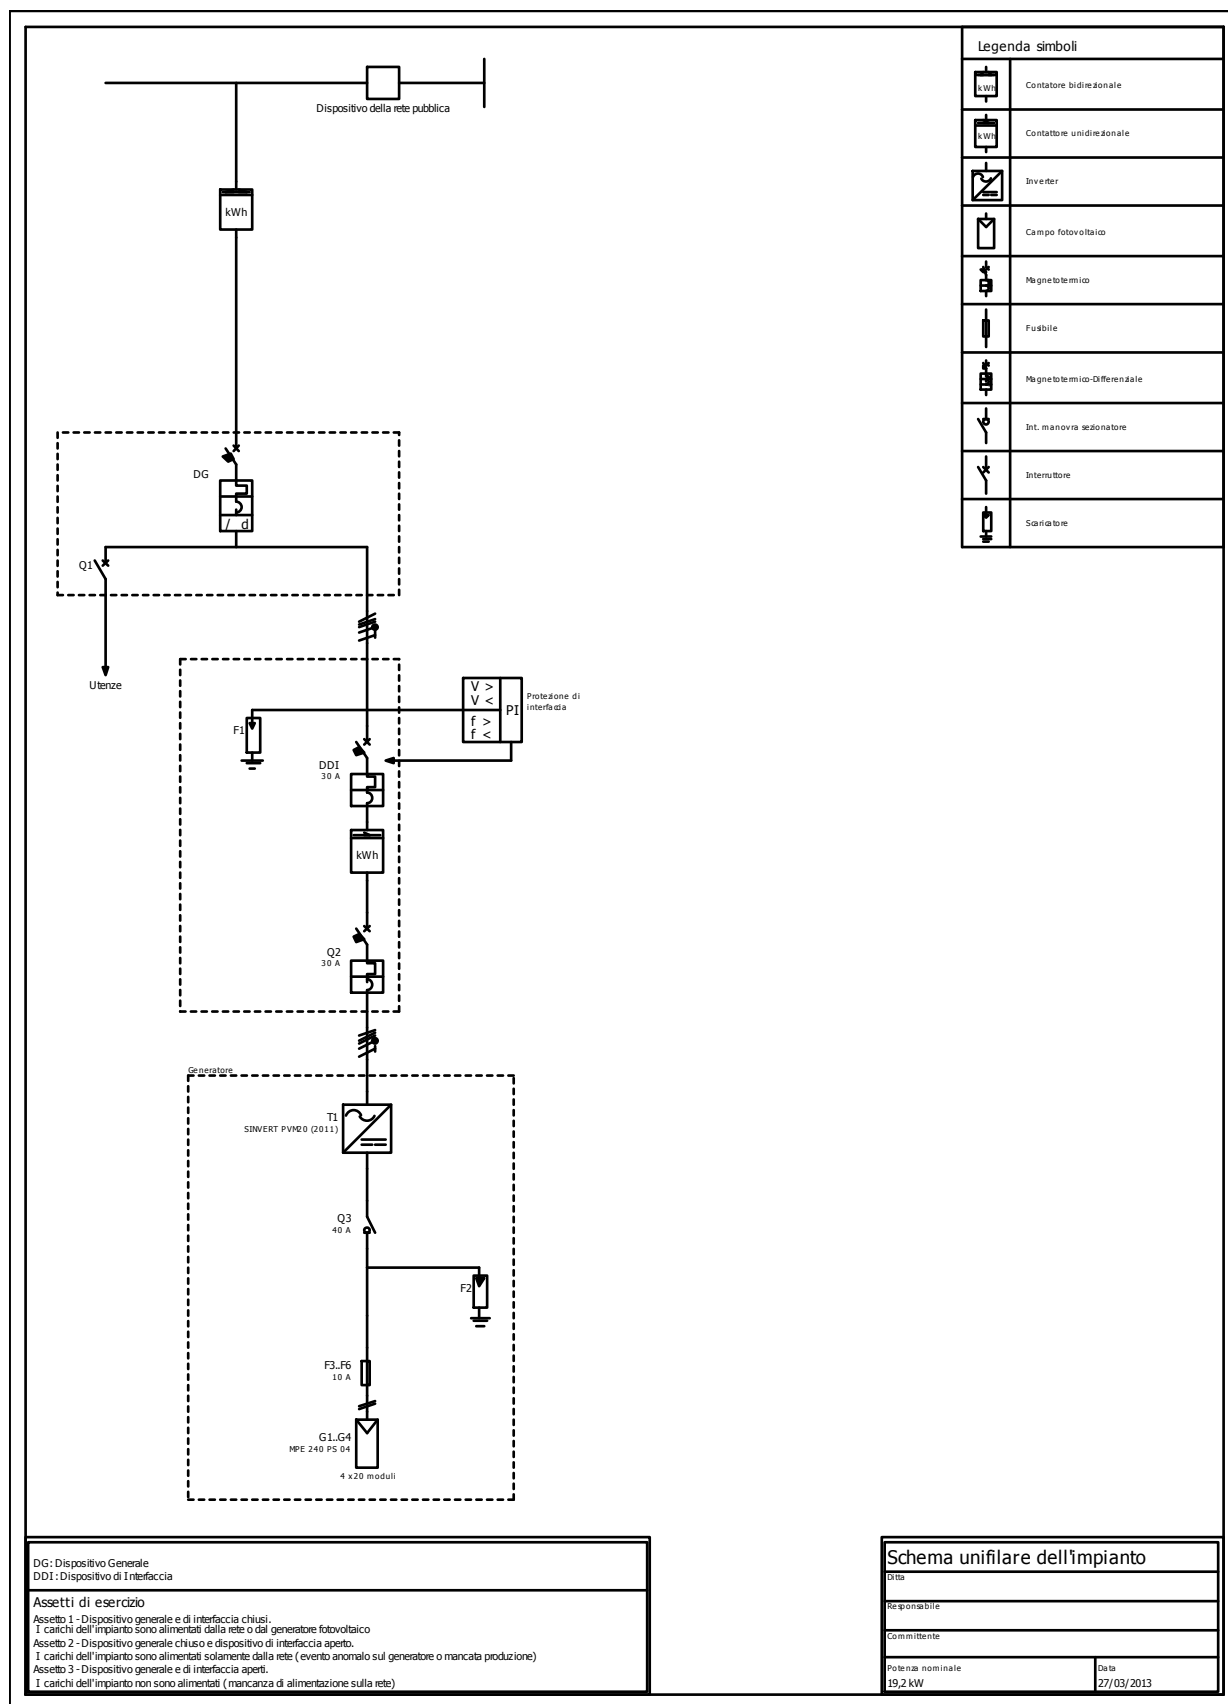 Legenda simboli
kWh
Contatore bidirezionale
kWh
Contattore unidirezionale
Inverter
Campo fotovoltaico
Magnetotermico
Fusibile
Magnetotermico-Differenziale
Int. manovra sezionatore
Interruttore
Scaricatore
Dispositivo della rete pubblica
kWh
DG
/ d
Q1
Utenze
V >
V <
f >
f <
PI
Protezione di
interfaccia
F1
DDI
30 A
kWh
Q2
30 A
Generatore
T1
SINVERT PVM20 (2011)
Q3
40 A
F2
F3..F6
10 A
G1..G4
MPE 240 PS 04
4 x20 moduli
DG: Dispositivo Generale
DDI: Dispositivo di Interfaccia
Assetti di esercizio
Assetto 1 - Dispositivo generale e di interfaccia chiusi.
I carichi dell'impianto sono alimentati dalla rete o dal generatore fotovoltaico
Assetto 2 - Dispositivo generale chiuso e dispositivo di interfaccia aperto.
I carichi dell'impianto sono alimentati solamente dalla rete (evento anomalo sul generatore o mancata produzione)
Assetto 3 - Dispositivo generale e di interfaccia aperti.
I carichi dell'impianto non sono alimentati (mancanza di alimentazione sulla rete)
Schema unifilare dell'impianto
Ditta
Responsabile
Committente
Potenza nominale
19,2 kW
Data
27/03/2013